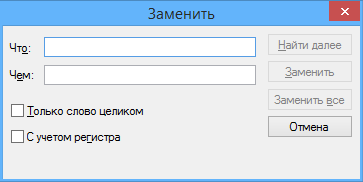 Заменить
Что:
Найти далее
Чем:
Заменить
Заменить все
Только слово целиком
Отмена
С учетом регистра